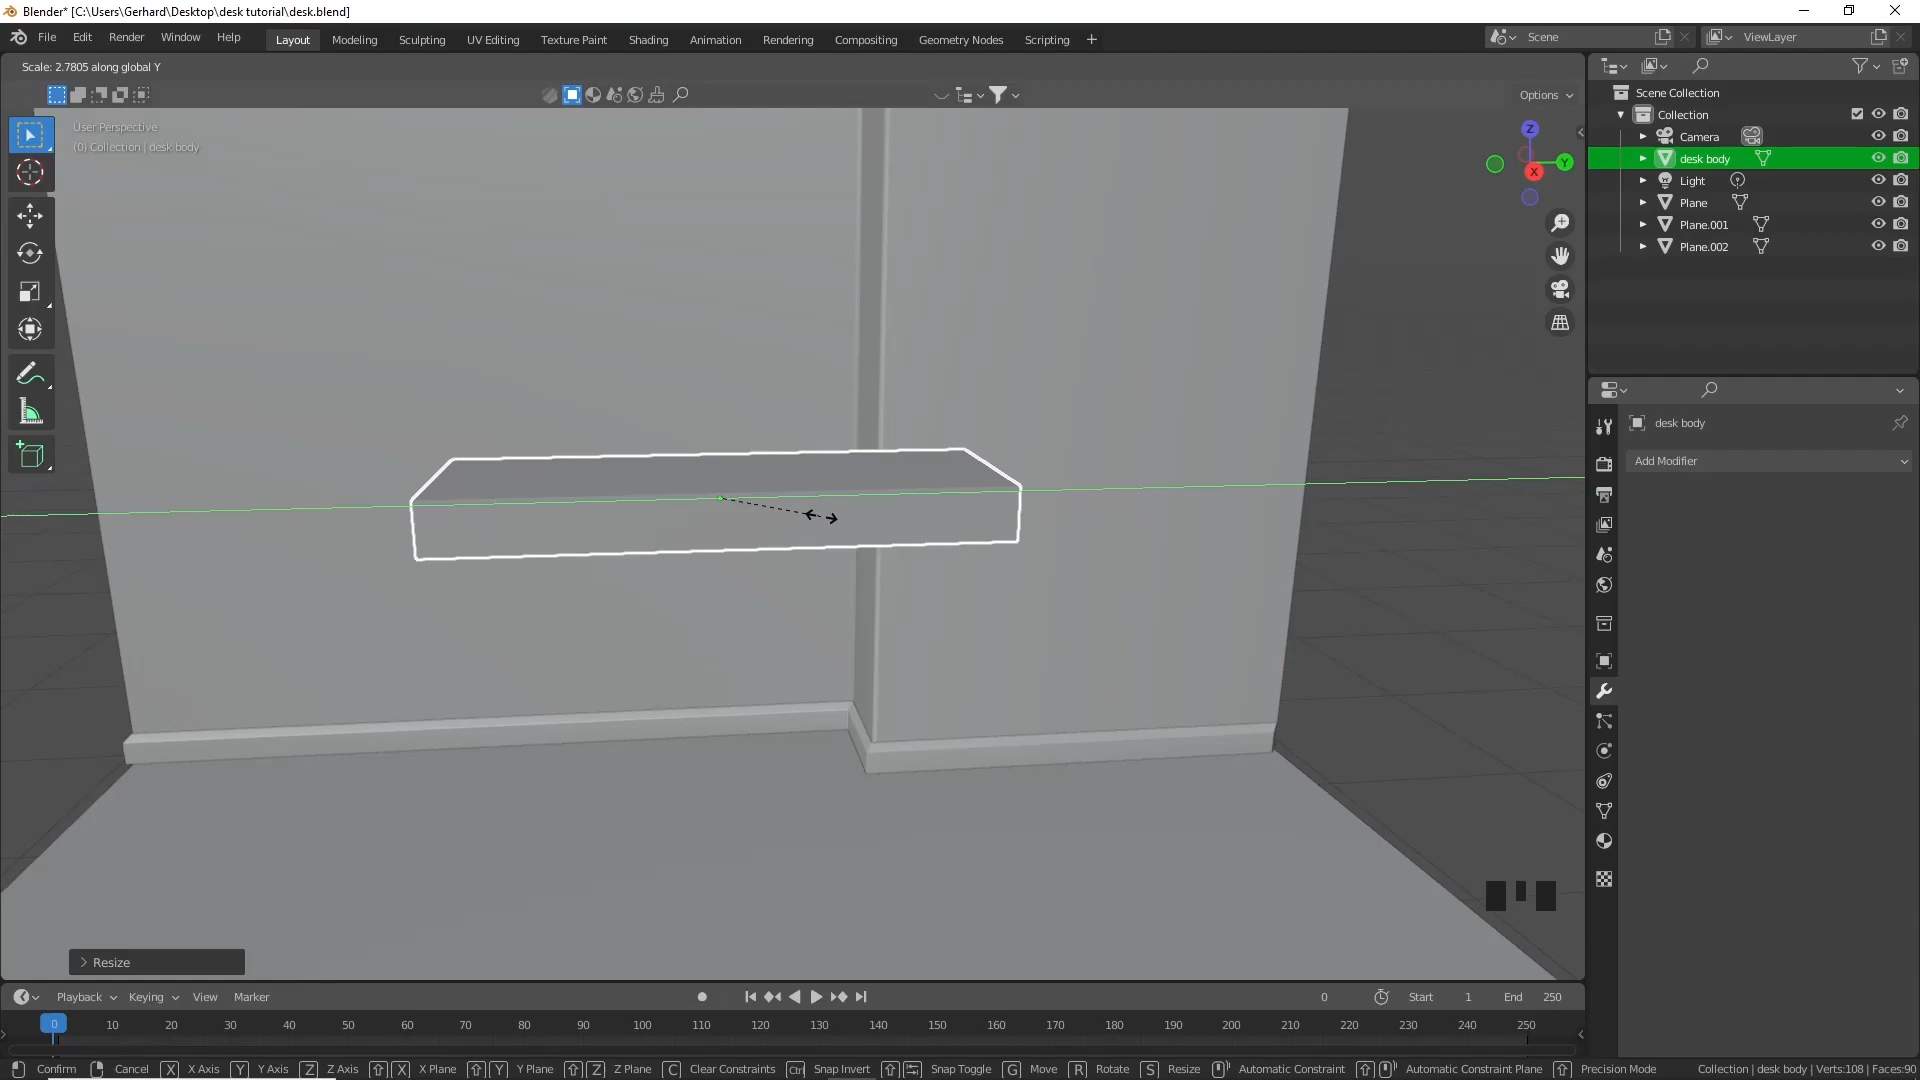 Blender* [C:\Users\Gerhard\Desktop\desk tutorial\desk.blend]
File Edit Render Window Help Layout Modeling Sculpting UV Editing Texture Paint Shading Animation Rendering Compositing Geometry Nodes Scripting + Scene ViewLayer
Scale: 2.7805 along global Y
Options
User Perspective
(0) Collection | desk body
Z
Y
X
Scene Collection
Collection
Camera
desk body
Light
Plane
Plane.001
Plane.002
desk body
Add Modifier
Resize
Playback Keying View Marker 0 Start 1 End 250
0 10 20 30 40 50 60 70 80 90 100 110 120 130 140 150 160 170 180 190 200 210 220 230 240 250
Confirm Cancel X X Axis Y Y Axis Z Z Axis X X Plane Y Y Plane Z Z Plane C Clear Constraints Ctrl Snap Invert Snap Toggle G Move R Rotate S Resize Automatic Constraint Automatic Constraint Plane Precision Mode Collection | desk body | Verts:108 | Faces:90